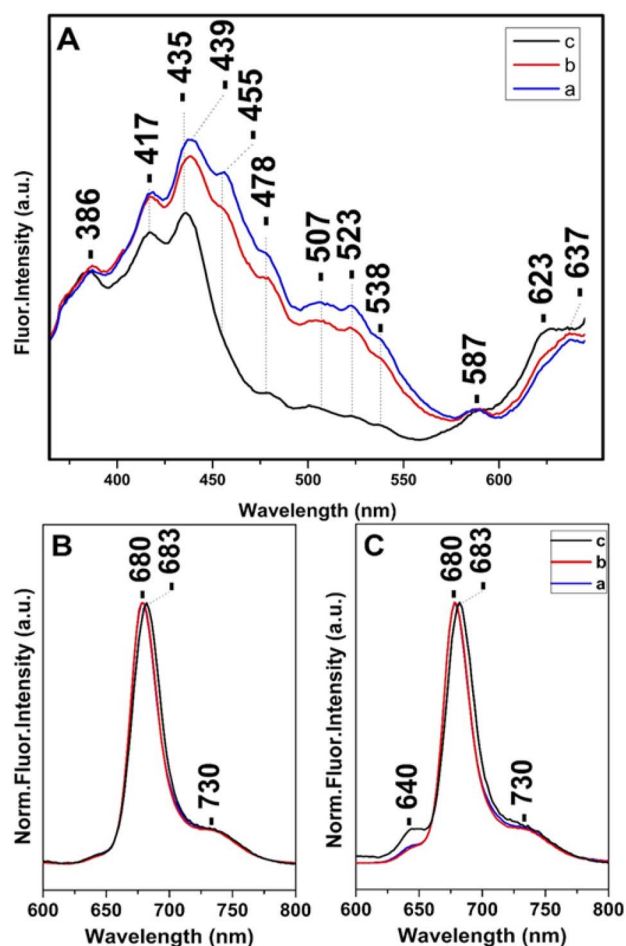 A
386
417
435
439
455
478
507
523
538
587
623
637
c
b
a
Fluor.Intensity (a.u.)
400
450
500
550
600
Wavelength (nm)
B
680
683
730
Norm.Fluor.Intensity (a.u.)
600
650
700
750
800
Wavelength (nm)
C
680
683
640
730
c
b
a
Norm.Fluor.Intensity (a.u.)
600
650
700
750
800
Wavelength (nm)